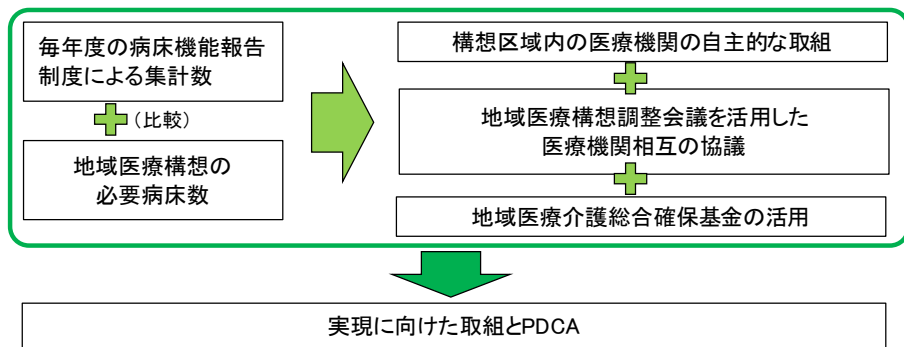 毎年度の病床機能報告
制度による集計数
（比較）
地域医療構想の
必要病床数
構想区域内の医療機関の自主的な取組
地域医療構想調整会議を活用した
医療機関相互の協議
地域医療介護総合確保基金の活用
実現に向けた取組とPDCA